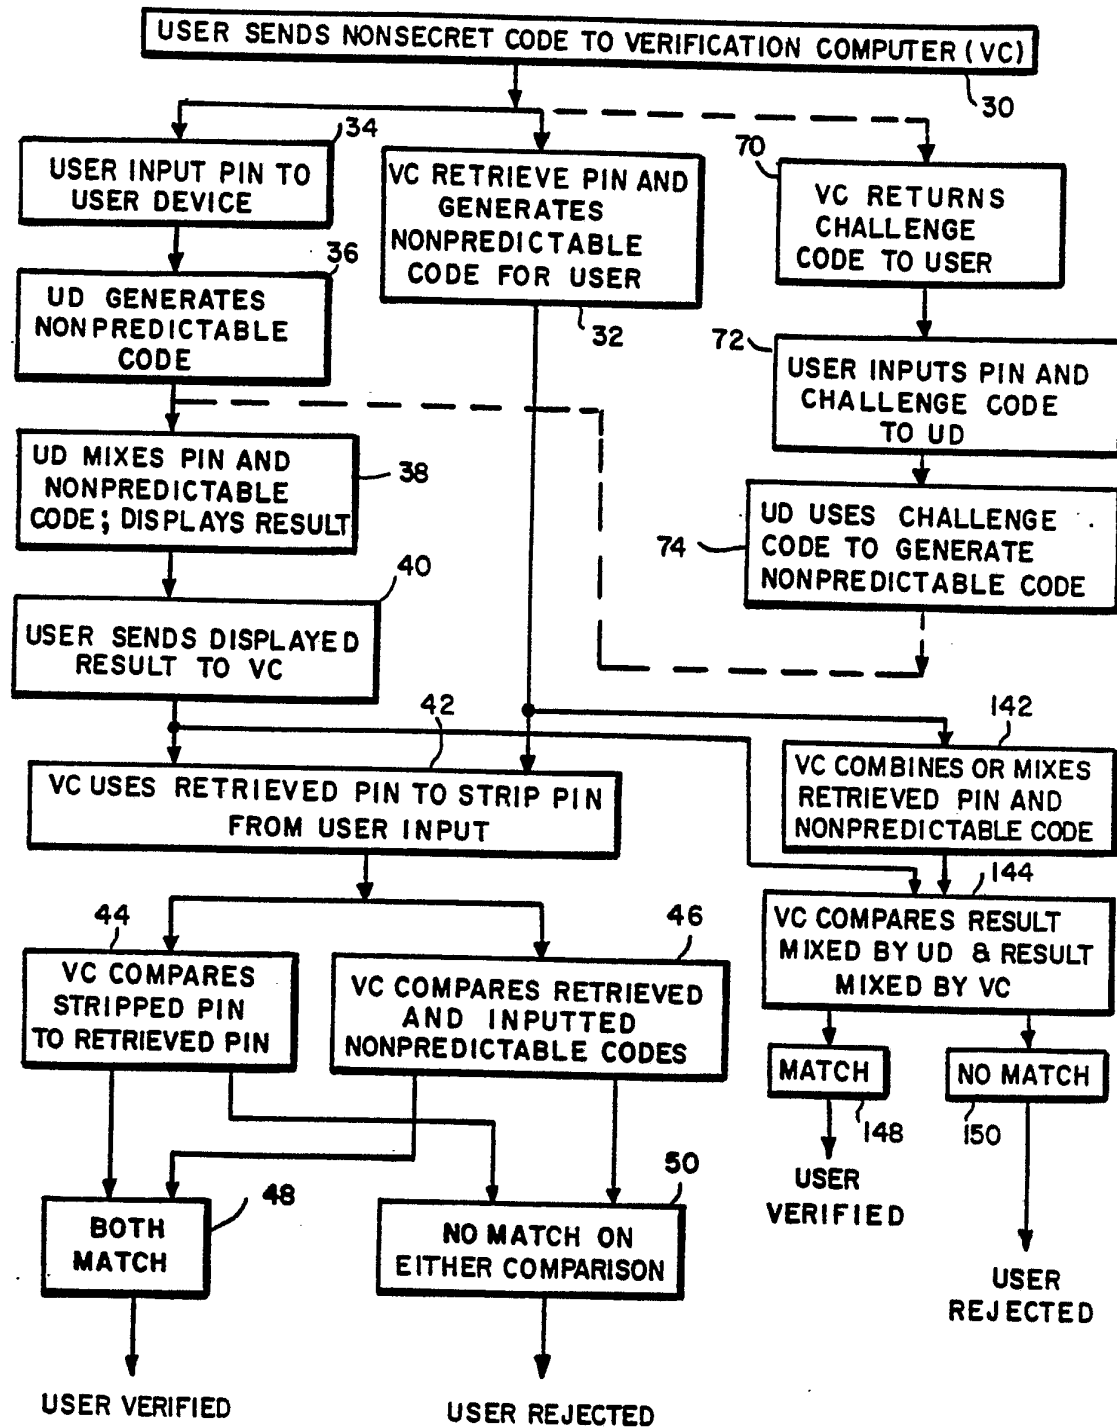 USER SENDS NONSECRET CODE TO VERIFICATION COMPUTER (VC)
30
34
USER INPUT PIN TO
USER DEVICE
VC RETRIEVE PIN AND
GENERATES
NONPREDICTABLE
CODE FOR USER
32
70
VC RETURNS
CHALLENGE
CODE TO USER
36
UD GENERATES
NONPREDICTABLE
CODE
72
USER INPUTS PIN AND
CHALLENGE CODE
TO UD
UD MIXES PIN AND
NONPREDICTABLE
CODE; DISPLAYS RESULT
38
74
UD USES CHALLENGE
CODE TO GENERATE
NONPREDICTABLE CODE
40
USER SENDS DISPLAYED
RESULT TO VC
42
VC USES RETRIEVED PIN TO STRIP PIN
FROM USER INPUT
142
VC COMBINES OR MIXES
RETRIEVED PIN AND
NONPREDICTABLE CODE
144
VC COMPARES RESULT
MIXED BY UD & RESULT
MIXED BY VC
44
VC COMPARES
STRIPPED PIN
TO RETRIEVED PIN
46
VC COMPARES RETRIEVED
AND INPUTTED
NONPREDICTABLE CODES
MATCH
148
NO MATCH
150
USER
VERIFIED
USER
REJECTED
48
BOTH
MATCH
50
NO MATCH ON
EITHER COMPARISON
USER VERIFIED
USER REJECTED